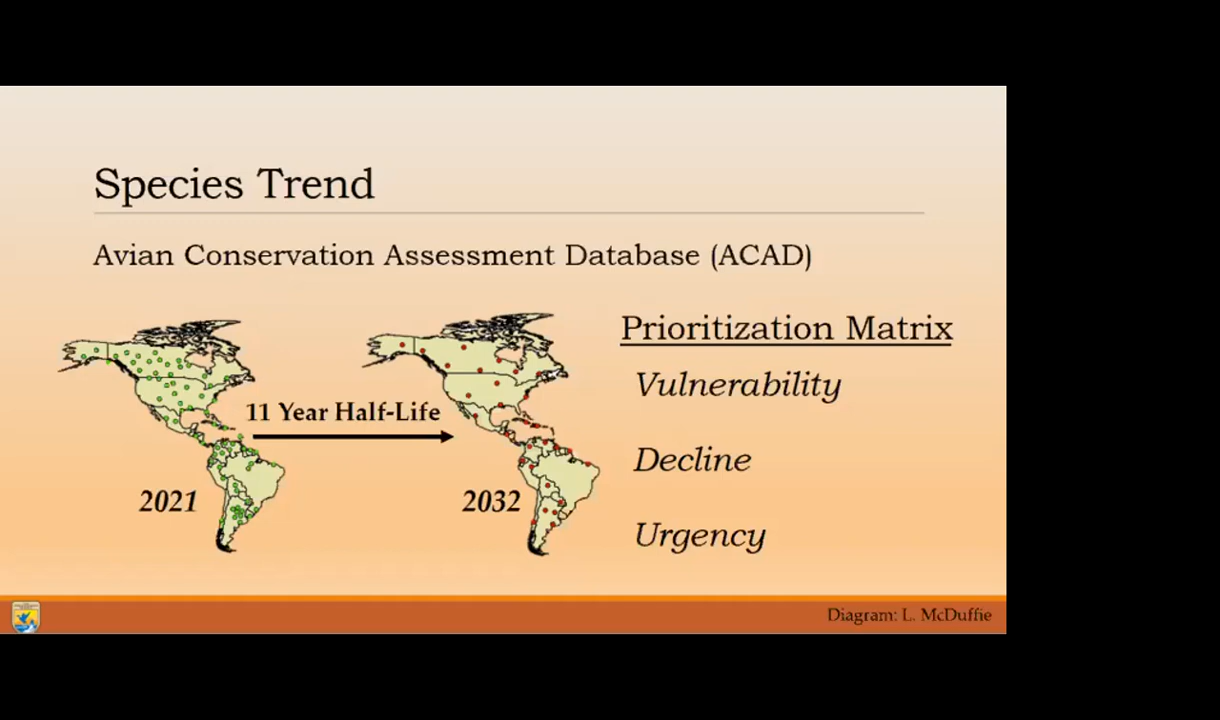 Species Trend
Avian Conservation Assessment Database (ACAD)
Prioritization Matrix
Vulnerability
11 Year Half-Life
Decline
2021
2032
Urgency
Diagram: L. McDuffie